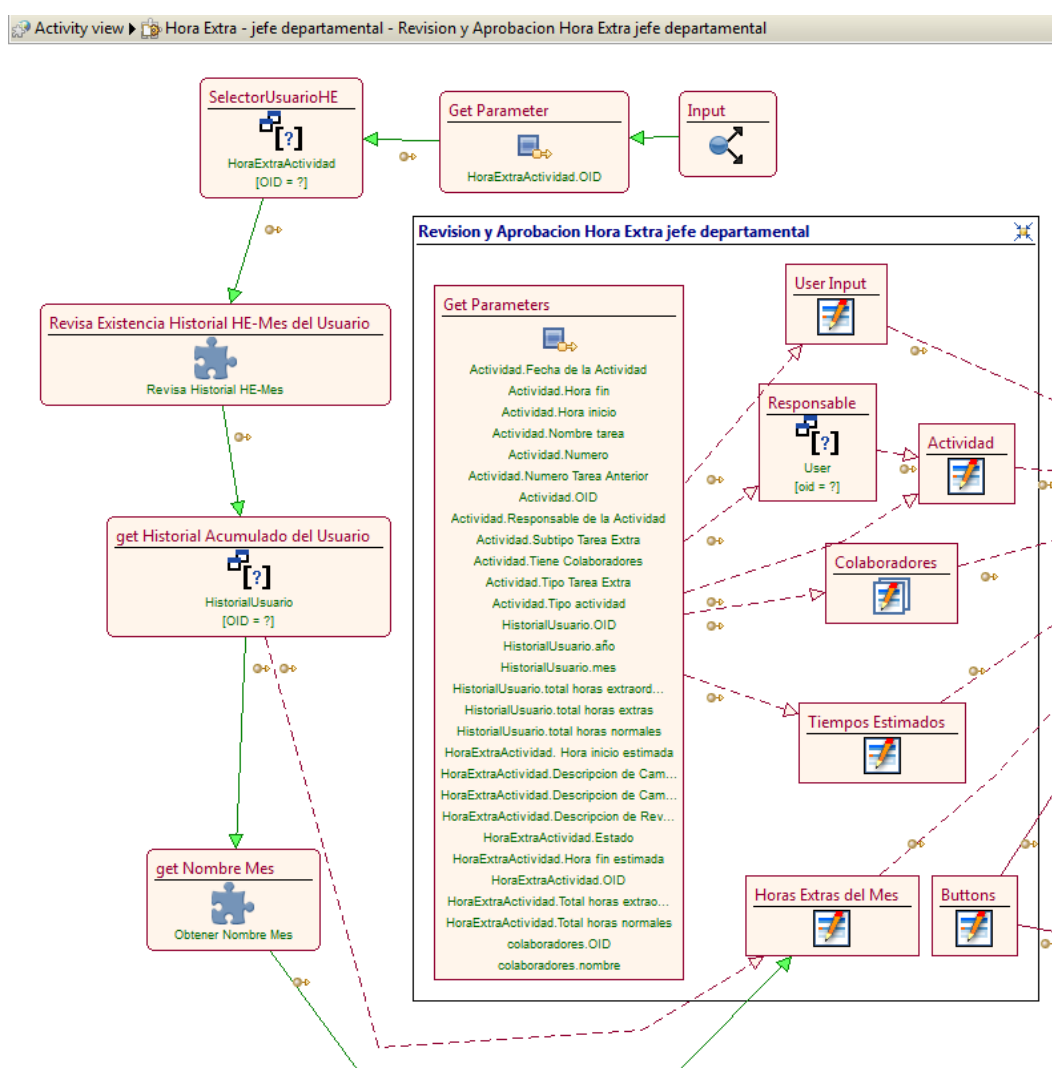 Activity view
Hora Extra - jefe departamental - Revision y Aprobacion Hora Extra jefe departamental
SelectorUsuarioHE
[?]
HoraExtraActividad
[OID = ?]
Get Parameter
HoraExtraActividad.OID
Input
Revisa Existencia Historial HE-Mes del Usuario
Revisa Historial HE-Mes
get Historial Acumulado del Usuario
[?]
HistorialUsuario
[OID = ?]
get Nombre Mes
Obtener Nombre Mes
Revision y Aprobacion Hora Extra jefe departamental
Get Parameters
Actividad.Fecha de la Actividad
Actividad.Hora fin
Actividad.Hora inicio
Actividad.Nombre tarea
Actividad.Numero
Actividad.Numero Tarea Anterior
Actividad.OID
Actividad.Responsable de la Actividad
Actividad.Subtipo Tarea Extra
Actividad.Tiene Colaboradores
Actividad.Tipo Tarea Extra
Actividad.Tipo actividad
HistorialUsuario.OID
HistorialUsuario.año
HistorialUsuario.mes
HistorialUsuario.total horas extraord...
HistorialUsuario.total horas extras
HistorialUsuario.total horas normales
HoraExtraActividad. Hora inicio estimada
HoraExtraActividad.Descripcion de Cam...
HoraExtraActividad.Descripcion de Cam...
HoraExtraActividad.Descripcion de Rev...
HoraExtraActividad.Estado
HoraExtraActividad.Hora fin estimada
HoraExtraActividad.OID
HoraExtraActividad.Total horas extrao...
HoraExtraActividad.Total horas normales
colaboradores.OID
colaboradores.nombre
User Input
Responsable
[?]
User
[oid = ?]
Actividad
Colaboradores
Tiempos Estimados
Horas Extras del Mes
Buttons